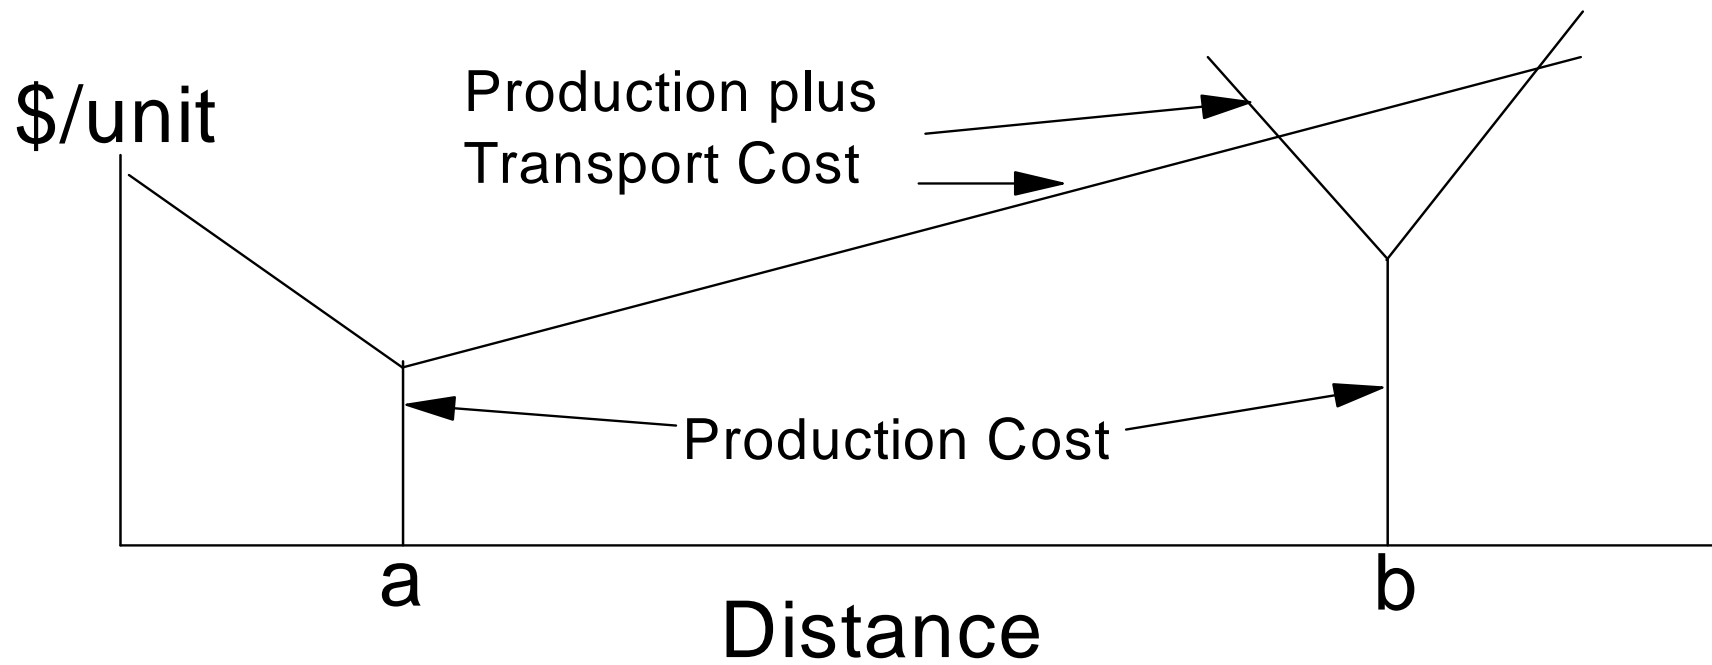 $/unit
Production plus
Transport Cost
Production Cost
a
b
Distance